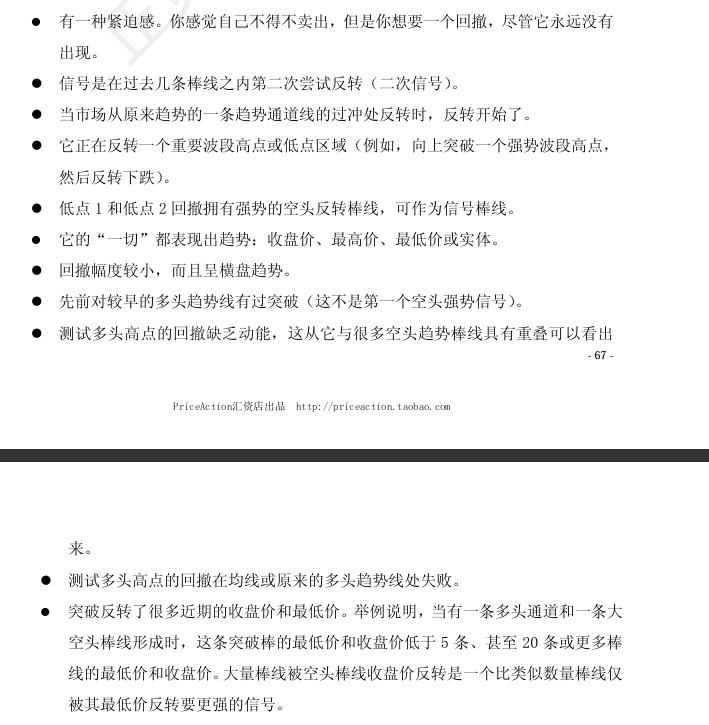 ● 有一种紧迫感。你感觉自己不得不卖出，但是你想要一个回撤，尽管它永远没有
出现。
● 信号是在过去几条棒线之内第二次尝试反转（二次信号）。
● 当市场从原来趋势的一条趋势通道线的过冲处反转时，反转开始了。
● 它正在反转一个重要波段高点或低点区域（例如，向上突破一个强势波段高点，
然后反转下跌）。
● 低点 1 和低点 2 回撤拥有强势的空头反转棒线，可作为信号棒线。
● 它的“一切”都表现出趋势：收盘价、最高价、最低价或实体。
● 回撤幅度较小，而且呈横盘趋势。
● 先前对较早的多头趋势线有过突破（这不是第一个空头强势信号）。
● 测试多头高点的回撤缺乏动能，这从它与很多空头趋势棒线具有重叠可以看出
- 67 -
PriceAction汇资店出品 http://priceaction.taobao.com
来。
● 测试多头高点的回撤在均线或原来的多头趋势线处失败。
● 突破反转了很多近期的收盘价和最低价。举例说明，当有一条多头通道和一条大
空头棒线形成时，这条突破棒的最低价和收盘价低于 5 条、甚至 20 条或更多棒
线的最低价和收盘价。大量棒线被空头棒线收盘价反转是一个比类似数量棒线仅
被其最低价反转要更强的信号。